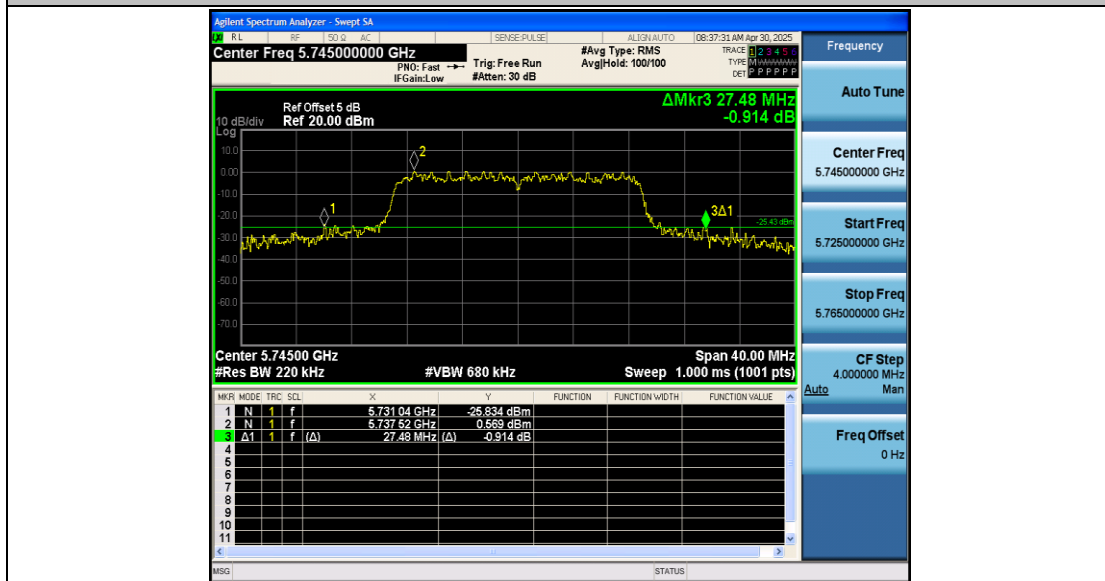 Agilent Spectrum Analyzer - Swept SA
RL RF 50 Ω AC SENSE:PULSE ALIGNAUTO 08:37:31 AM Apr 30, 2025
Center Freq 5.745000000 GHz
PNO: Fast
IFGain:Low
Trig: Free Run
#Atten: 30 dB
#Avg Type: RMS
Avg|Hold: 100/100
TRACE 1 2 3 4 5 6
TYPE M
DET P P P P P P
ΔMkr3 27.48 MHz
-0.914 dB
Ref Offset 5 dB
10 dB/div Ref 20.00 dBm
Log
10.0
0.00
-10.0
-20.0
-30.0
-40.0
-50.0
-60.0
-70.0
1
2
3Δ1
-25.43 dBm
Center 5.74500 GHz Span 40.00 MHz
#Res BW 220 kHz #VBW 680 kHz Sweep 1.000 ms (1001 pts)
MKR MODE TRC SCL X Y FUNCTION FUNCTION WIDTH FUNCTION VALUE
1 N 1 f 5.731 04 GHz -25.834 dBm
2 N 1 f 5.737 52 GHz 0.569 dBm
3 Δ1 1 f (Δ) 27.48 MHz (Δ) -0.914 dB
4
5
6
7
8
9
10
11
MSG STATUS
Frequency
Auto Tune
Center Freq
5.745000000 GHz
Start Freq
5.725000000 GHz
Stop Freq
5.765000000 GHz
CF Step
4.000000 MHz
Auto Man
Freq Offset
0 Hz